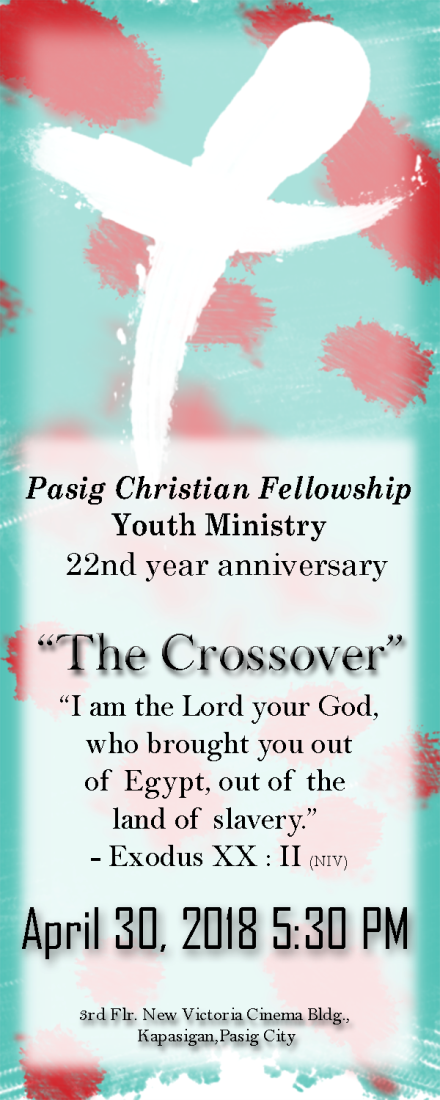 Pasig Christian Fellowship
Youth Ministry
22nd year anniversary
“The Crossover”
“I am the Lord your God,
who brought you out
of Egypt, out of the
land of slavery.”
- Exodus XX : II (NIV)
April 30, 2018 5:30 PM
3rd Flr. New Victoria Cinema Bldg.,
Kapasigan,Pasig City